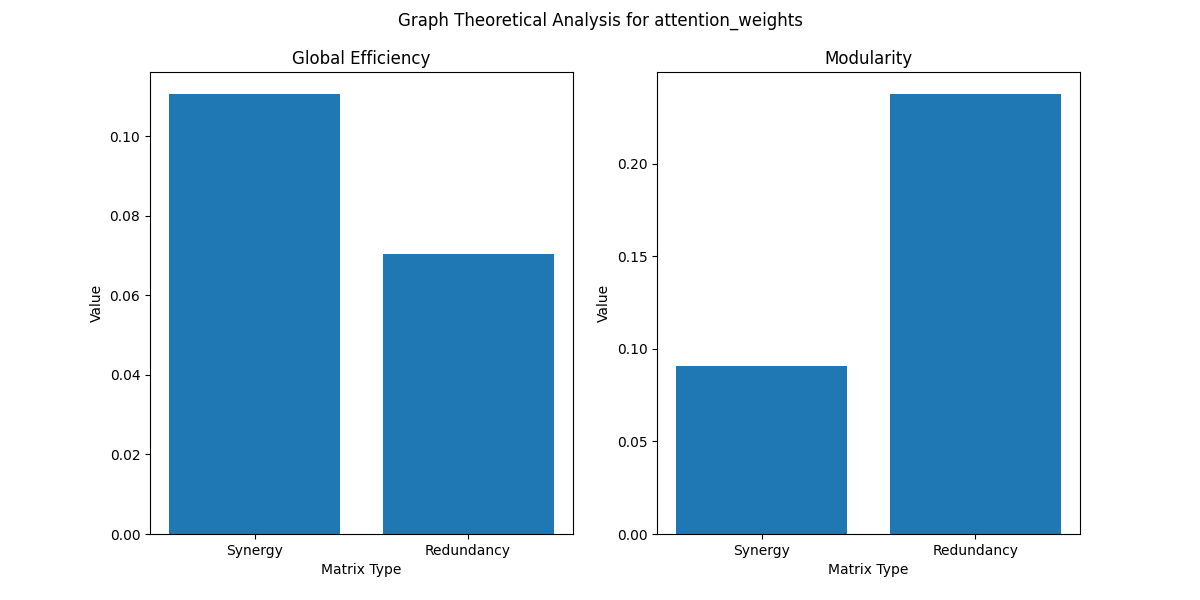 Graph Theoretical Analysis for attention_weights
Global Efficiency
Value
0.10
0.08
0.06
0.04
0.02
0.00
Synergy
Redundancy
Matrix Type
Modularity
Value
0.20
0.15
0.10
0.05
0.00
Synergy
Redundancy
Matrix Type